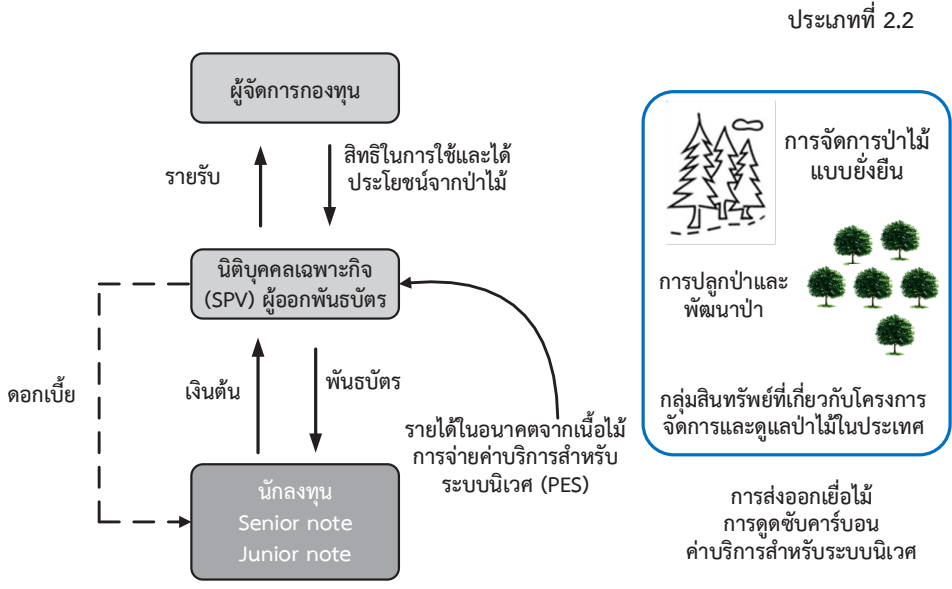 ประเภทที่ 2.2
ผู้จัดการกองทุน
รายรับ
สิทธิในการใช้และได้
ประโยชน์จากป่าไม้
นิติบุคคลเฉพาะกิจ
(SPV) ผู้ออกพันธบัตร
ดอกเบี้ย
เงินต้น
พันธบัตร
รายได้ในอนาคตจากเนื้อไม้
การจ่ายค่าบริการสำหรับ
ระบบนิเวศ (PES)
นักลงทุน
Senior note
Junior note
การจัดการป่าไม้
แบบยั่งยืน
การปลูกป่าและ
พัฒนาป่า
กลุ่มสินทรัพย์ที่เกี่ยวกับโครงการ
จัดการและดูแลป่าไม้ในประเทศ
การส่งออกเยื่อไม้
การดูดซับคาร์บอน
ค่าบริการสำหรับระบบนิเวศ